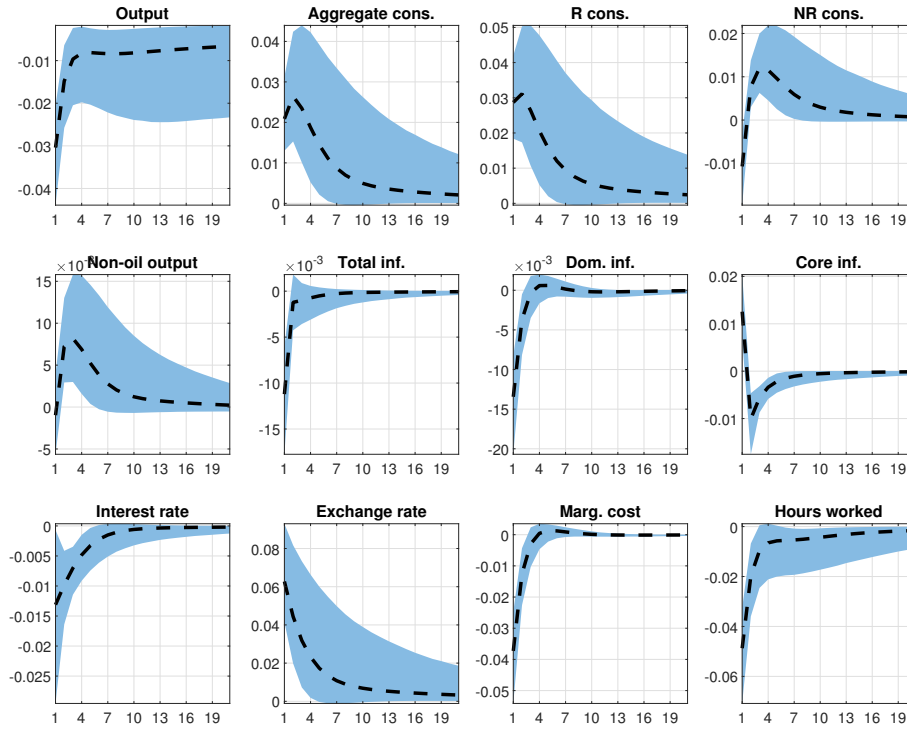 Output
-0.01
-0.02
-0.03
-0.04
1 4 7 10 13 16 19
Aggregate cons.
0.04
0.03
0.02
0.01
0
1 4 7 10 13 16 19
R cons.
0.05
0.04
0.03
0.02
0.01
0
1 4 7 10 13 16 19
NR cons.
0.02
0.01
0
-0.01
1 4 7 10 13 16 19
Non-oil output
15
10
5
0
-5
1 4 7 10 13 16 19
Total inf.
×10⁻³
0
-5
-10
-15
1 4 7 10 13 16 19
Dom. inf.
×10⁻³
0
-5
-10
-15
-20
1 4 7 10 13 16 19
Core inf.
0.02
0.01
0
-0.01
1 4 7 10 13 16 19
Interest rate
0
-0.005
-0.01
-0.015
-0.02
-0.025
1 4 7 10 13 16 19
Exchange rate
0.08
0.06
0.04
0.02
0
1 4 7 10 13 16 19
Marg. cost
0
-0.01
-0.02
-0.03
-0.04
-0.05
1 4 7 10 13 16 19
Hours worked
0
-0.02
-0.04
-0.06
1 4 7 10 13 16 19